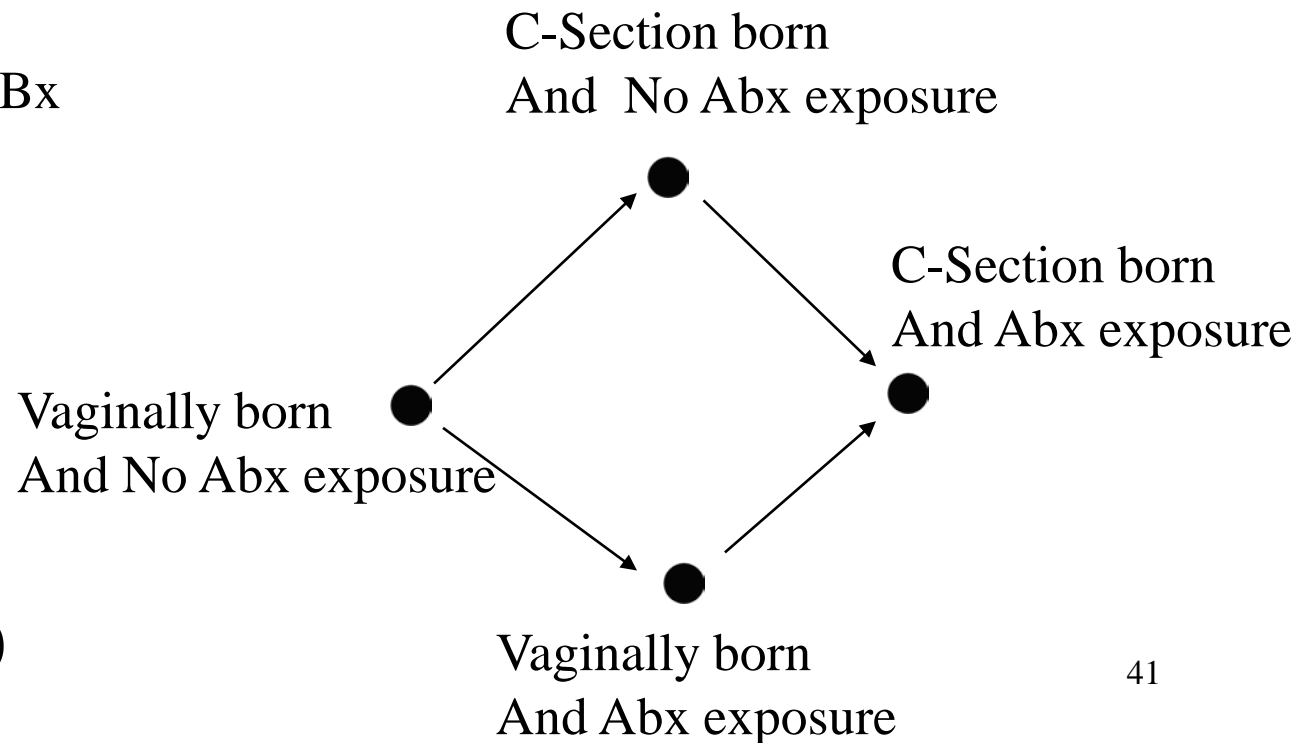 C-Section born
And No Abx exposure
Bx
C-Section born
And Abx exposure
Vaginally born
And No Abx exposure
)
Vaginally born
And Abx exposure
41